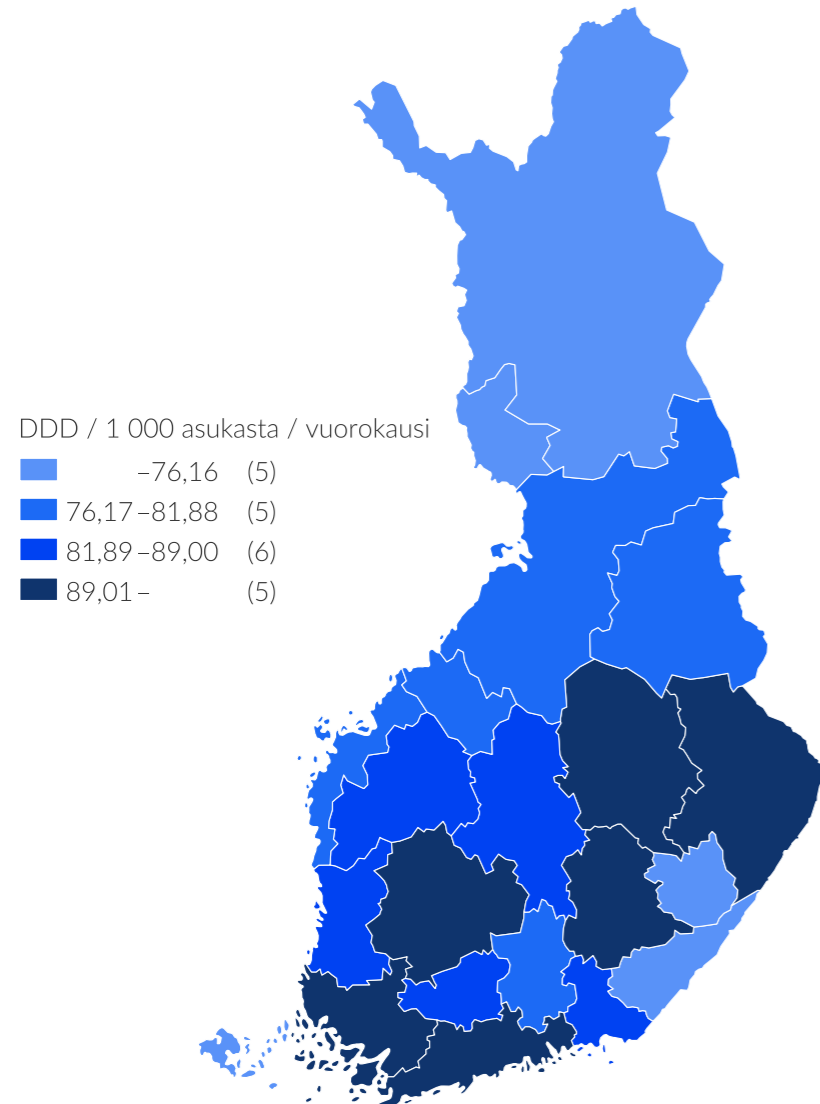 DDD / 1 000 asukasta / vuorokausi
–76,16 (5)
76,17–81,88 (5)
81,89–89,00 (6)
89,01– (5)